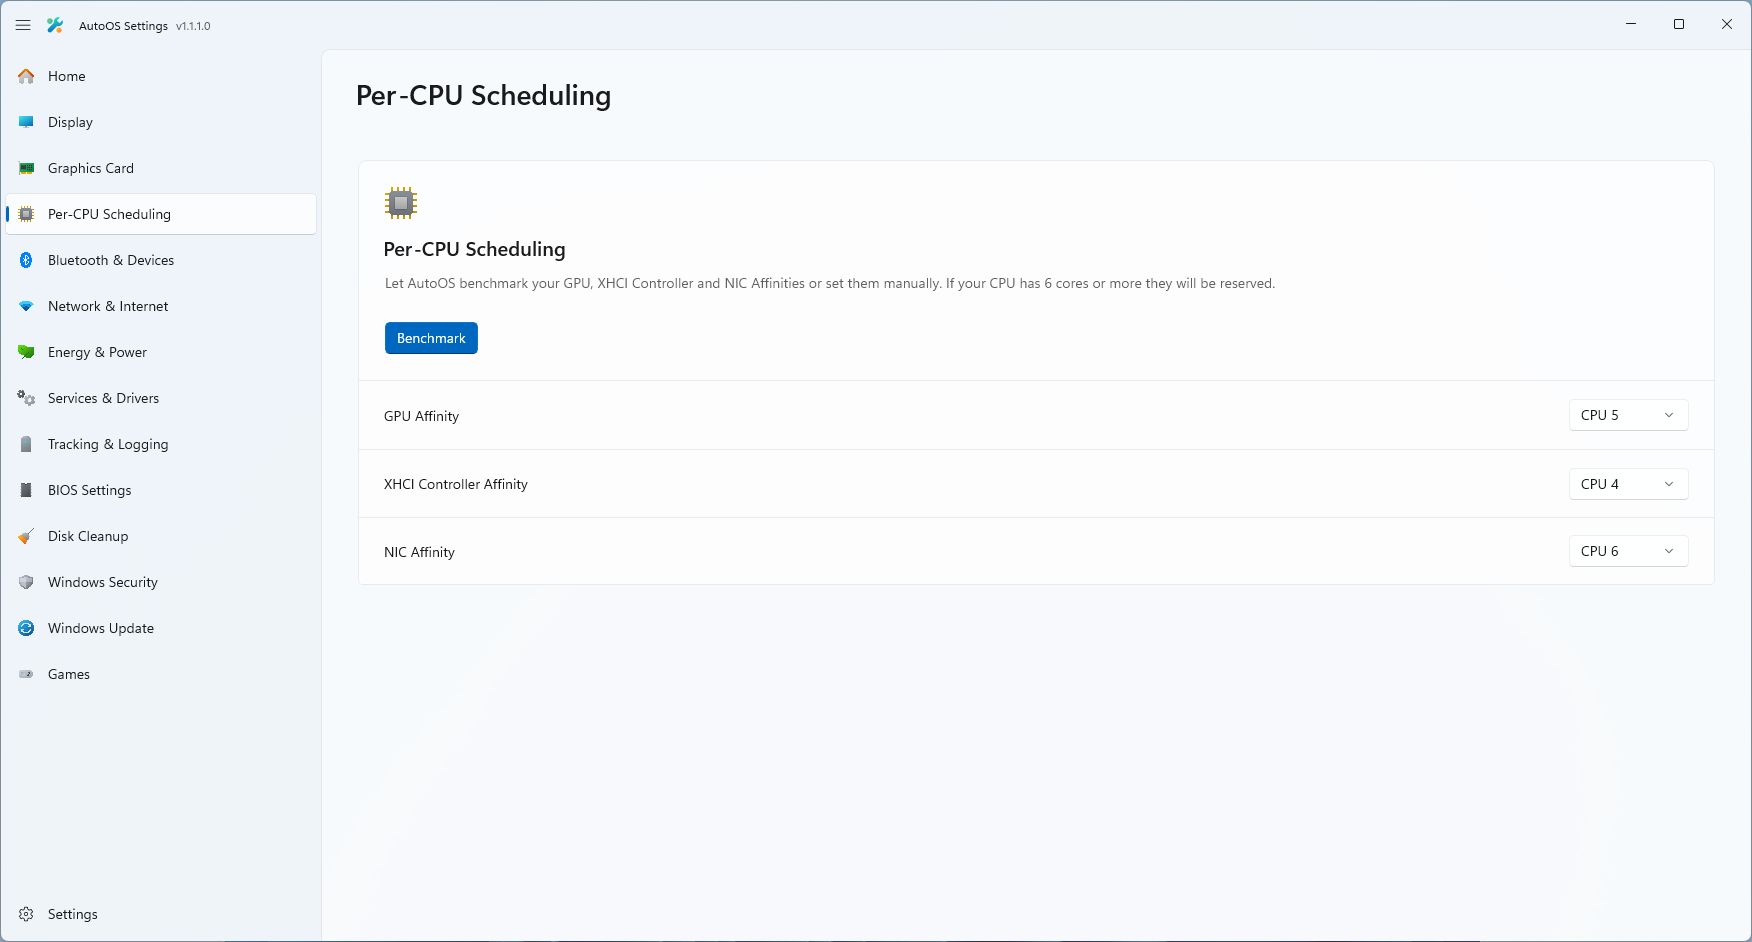 AutoOS Settings v1.1.1.0
Home
Display
Graphics Card
Per-CPU Scheduling
Bluetooth & Devices
Network & Internet
Energy & Power
Services & Drivers
Tracking & Logging
BIOS Settings
Disk Cleanup
Windows Security
Windows Update
Games
Settings
Per-CPU Scheduling
Per-CPU Scheduling
Let AutoOS benchmark your GPU, XHCI Controller and NIC Affinities or set them manually. If your CPU has 6 cores or more they will be reserved.
Benchmark
GPU Affinity CPU 5
XHCI Controller Affinity CPU 4
NIC Affinity CPU 6